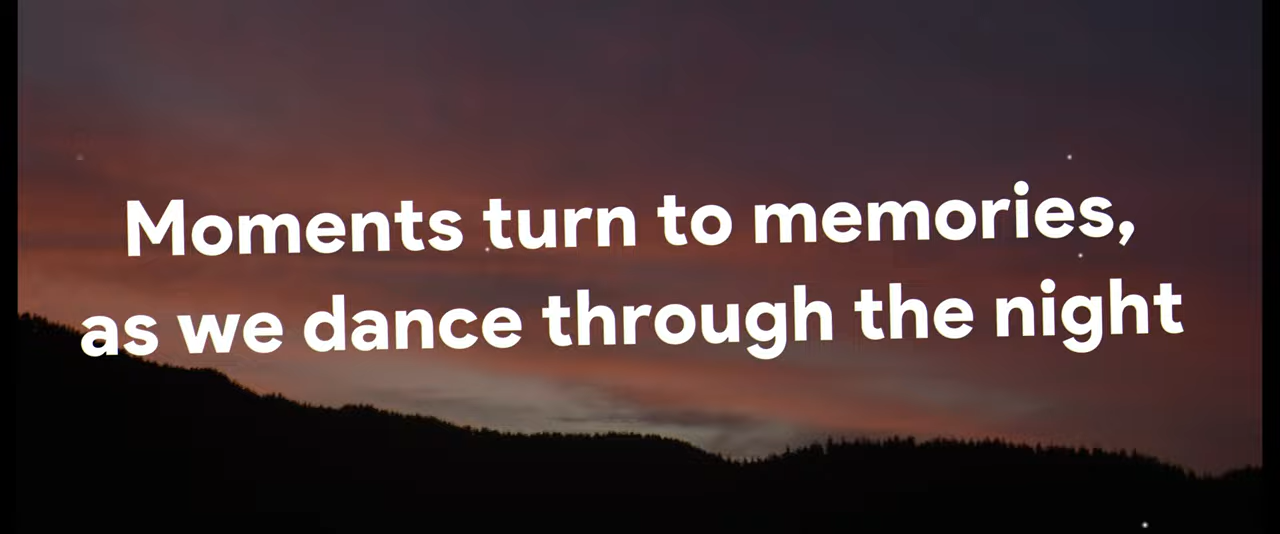 Moments turn to memories,
as we dance through the night